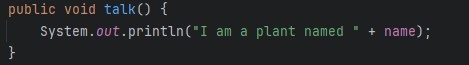 public void talk() {
    System.out.println("I am a plant named " + name);
}